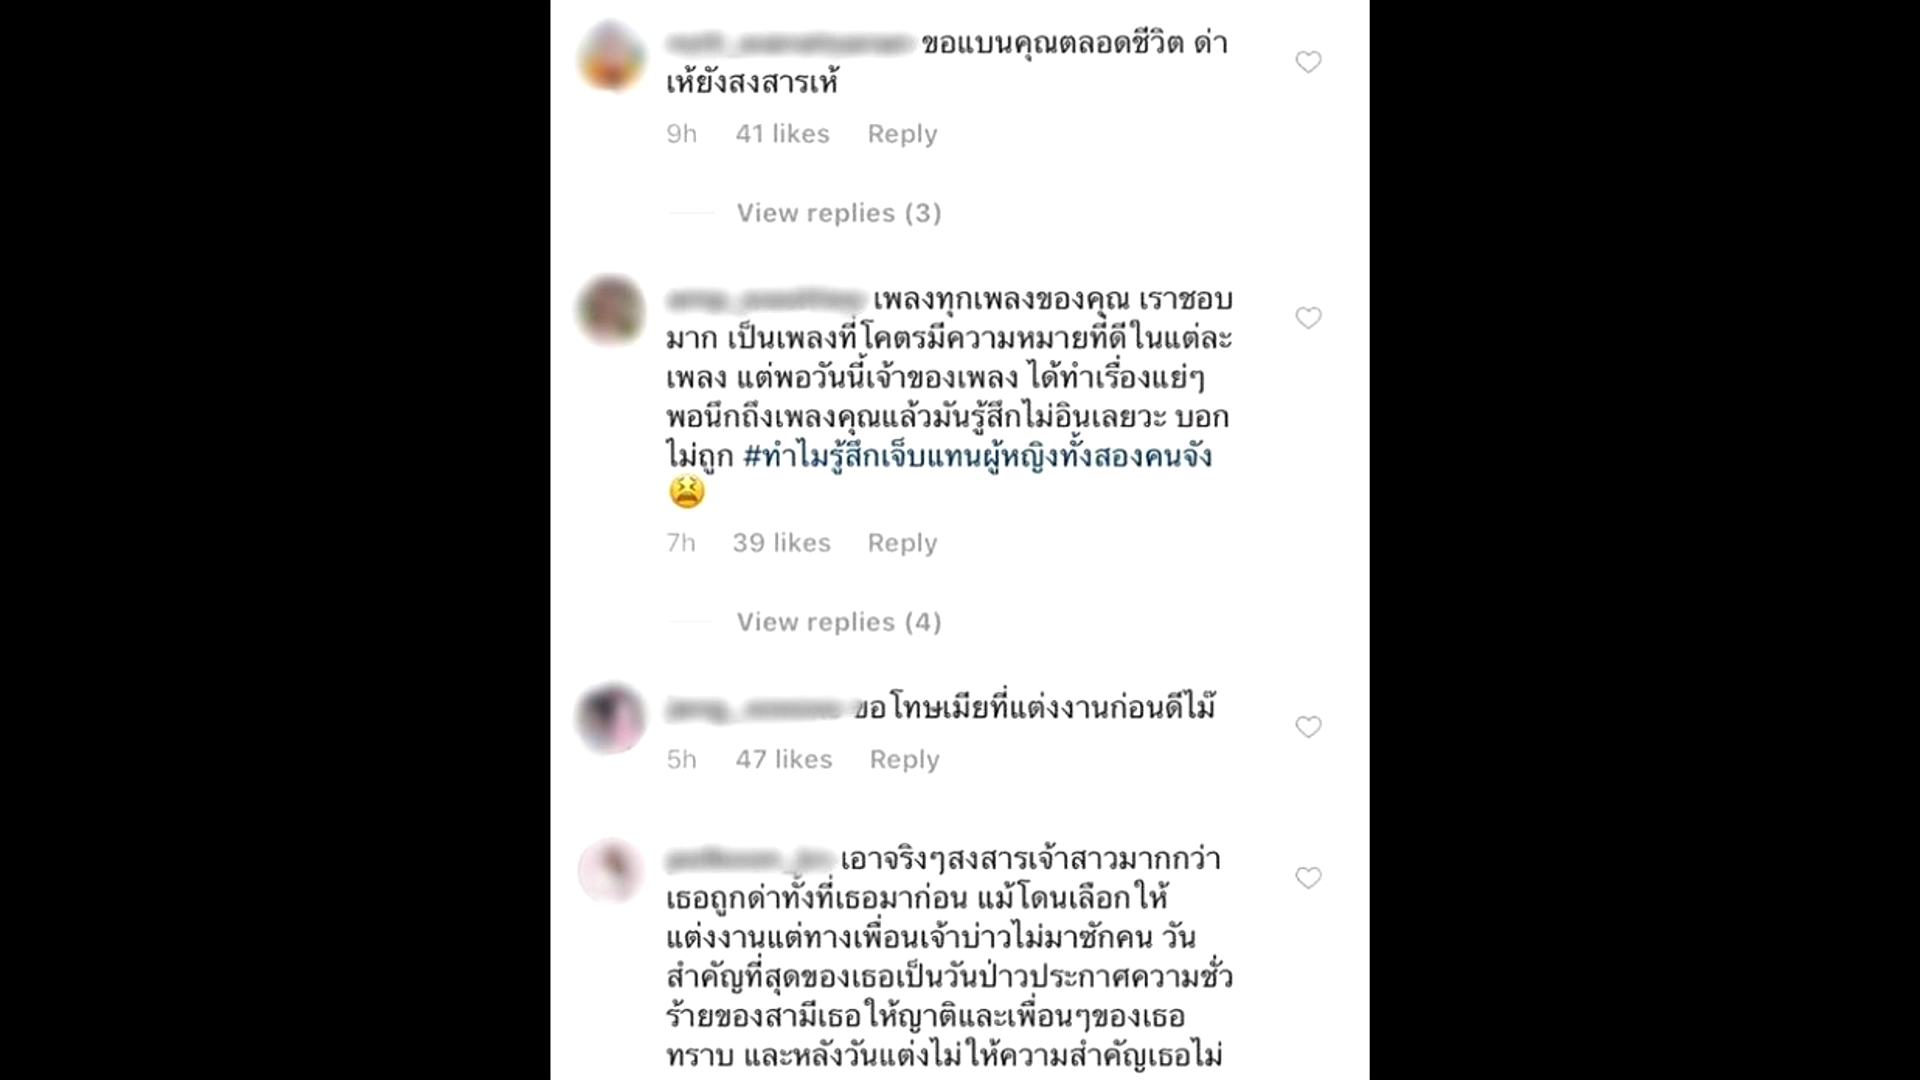 ขอแบนคุณตลอดชีวิต ด่า
เห้ยังสงสารเห้
9h 41 likes Reply
View replies (3)
เพลงทุกเพลงของคุณ เราชอบ
มาก เป็นเพลงที่โคตรมีความหมายที่ดีในแต่ละ
เพลง แต่พอวันนี้เจ้าของเพลง ได้ทำเรื่องแย่ๆ
พอนึกถึงเพลงคุณแล้วมันรู้สึกไม่อินเลยวะ บอก
ไม่ถูก #ทำไมรู้สึกเจ็บแทนผู้หญิงทั้งสองคนจัง
😫
7h 39 likes Reply
View replies (4)
ขอโทษเมียที่แต่งงานก่อนดีไม๊
5h 47 likes Reply
เอาจริงๆสงสารเจ้าสาวมากกว่า
เธอถูกด่าทั้งที่เธอมาก่อน แม้โดนเลือกให้
แต่งงานแต่ทางเพื่อนเจ้าบ่าวไม่มาซักคน วัน
สำคัญที่สุดของเธอเป็นวันป่าวประกาศความชั่ว
ร้ายของสามีเธอให้ญาติและเพื่อนๆของเธอ
ทราบ และหลังวันแต่งไม่ให้ความสำคัญเธอไม่